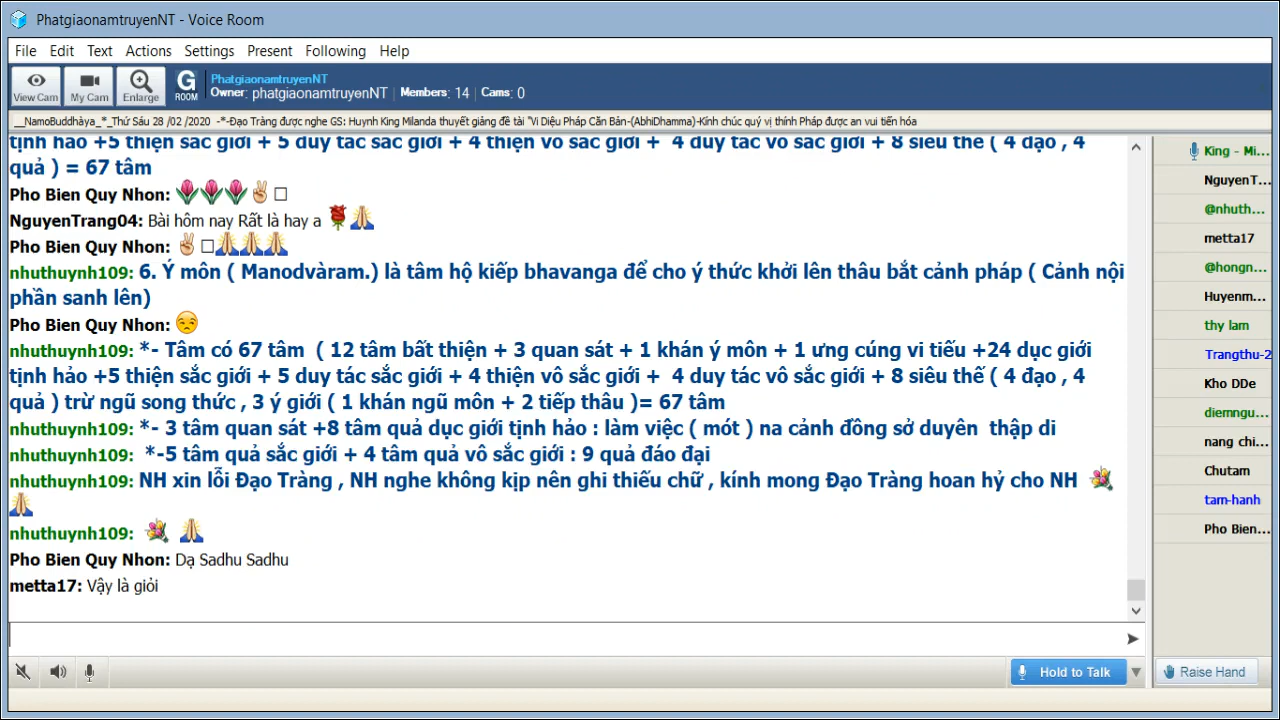 PhatgiaonamtruyenNT - Voice Room
File Edit Text Actions Settings Present Following Help
View Cam My Cam Enlarge G ROOM
PhatgiaonamtruyenNT
Owner: phatgiaonamtruyenNT Members: 14 Cams: 0
__NamoBuddhàya_*_Thứ Sáu 28 /02 /2020 -*-Đạo Tràng được nghe GS: Huynh King Milanda thuyết giảng đề tài "Vi Diệu Pháp Căn Bản-(AbhiDhamma)-Kính chúc quý vị thính Pháp được an vui tiến hóa
tịnh hảo +5 thiện sắc giới + 5 duy tác sắc giới + 4 thiện vô sắc giới + 4 duy tác vô sắc giới + 8 siêu thế ( 4 đạo , 4
quả ) = 67 tâm
Pho Bien Quy Nhon: 🌷🌷🌷✌□
NguyenTrang04: Bài hôm nay Rất là hay a 🌹🙏
Pho Bien Quy Nhon: ✌□🙏🙏🙏
nhuthuynh109: 6. Ý môn ( Manodvàram.) là tâm hộ kiếp bhavanga để cho ý thức khởi lên thâu bắt cảnh pháp ( Cảnh nội
phần sanh lên)
Pho Bien Quy Nhon: 😒
nhuthuynh109: *- Tâm có 67 tâm ( 12 tâm bất thiện + 3 quan sát + 1 khán ý môn + 1 ưng cúng vi tiếu +24 dục giới
tịnh hảo +5 thiện sắc giới + 5 duy tác sắc giới + 4 thiện vô sắc giới + 4 duy tác vô sắc giới + 8 siêu thế ( 4 đạo , 4
quả ) trừ ngũ song thức , 3 ý giới ( 1 khán ngũ môn + 2 tiếp thâu )= 67 tâm
nhuthuynh109: *- 3 tâm quan sát +8 tâm quả dục giới tịnh hảo : làm việc ( mót ) na cảnh đồng sở duyên thập di
nhuthuynh109: *-5 tâm quả sắc giới + 4 tâm quả vô sắc giới : 9 quả đáo đại
nhuthuynh109: NH xin lỗi Đạo Tràng , NH nghe không kịp nên ghi thiếu chữ , kính mong Đạo Tràng hoan hỷ cho NH 💐
🙏
nhuthuynh109: 💐 🙏
Pho Bien Quy Nhon: Dạ Sadhu Sadhu
metta17: Vậy là giỏi
King - Mi...
NguyenT...
@nhuth...
metta17
@hongn...
Huyenm...
thy lam
Trangthu-2
Kho DDe
diemngu...
nang chi...
Chutam
tam-hanh
Pho Bien...
Hold to Talk
Raise Hand